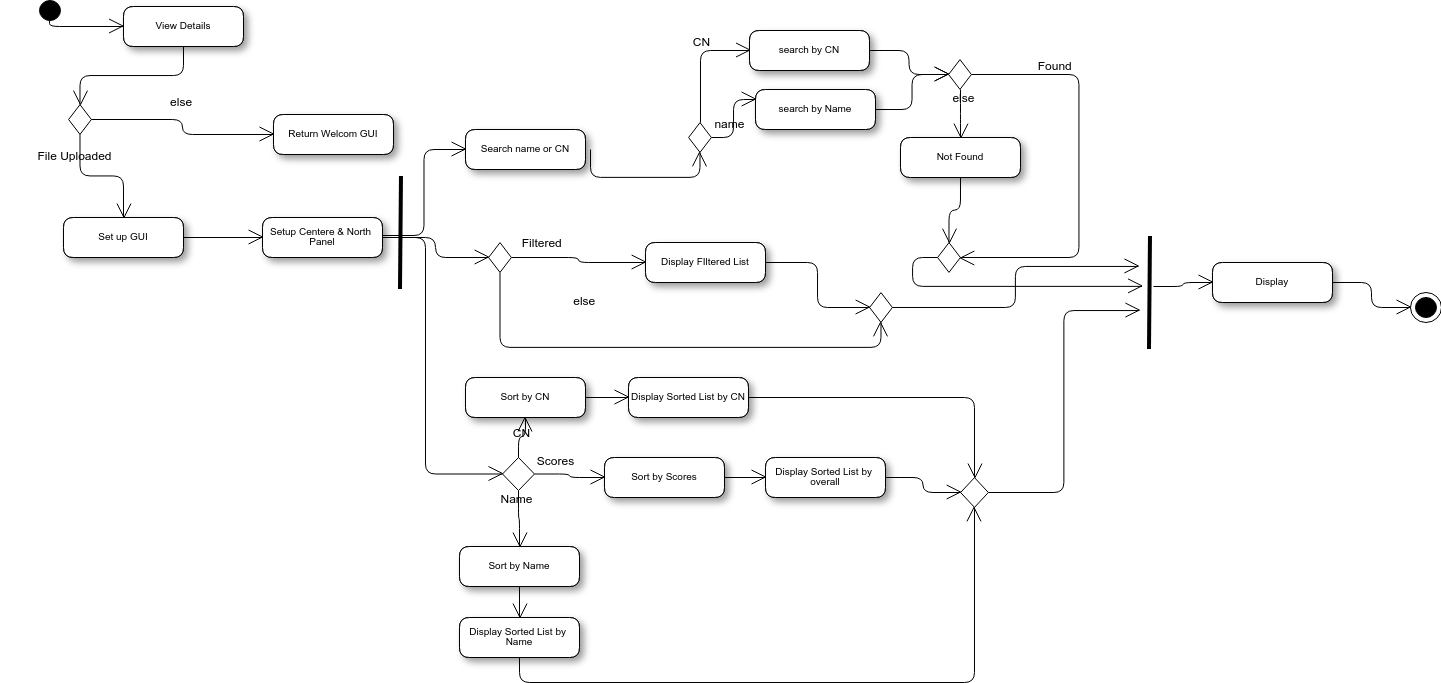 View Details
else
Return Welcom GUI
File Uploaded
Set up GUI
Setup Centere & North
Panel
Search name or CN
CN
search by CN
name
search by Name
Found
else
Not Found
Filtered
Display FIltered List
else
Display
Sort by CN
Display Sorted List by CN
CN
Scores
Sort by Scores
Display Sorted List by
overall
Name
Sort by Name
Display Sorted List by
Name